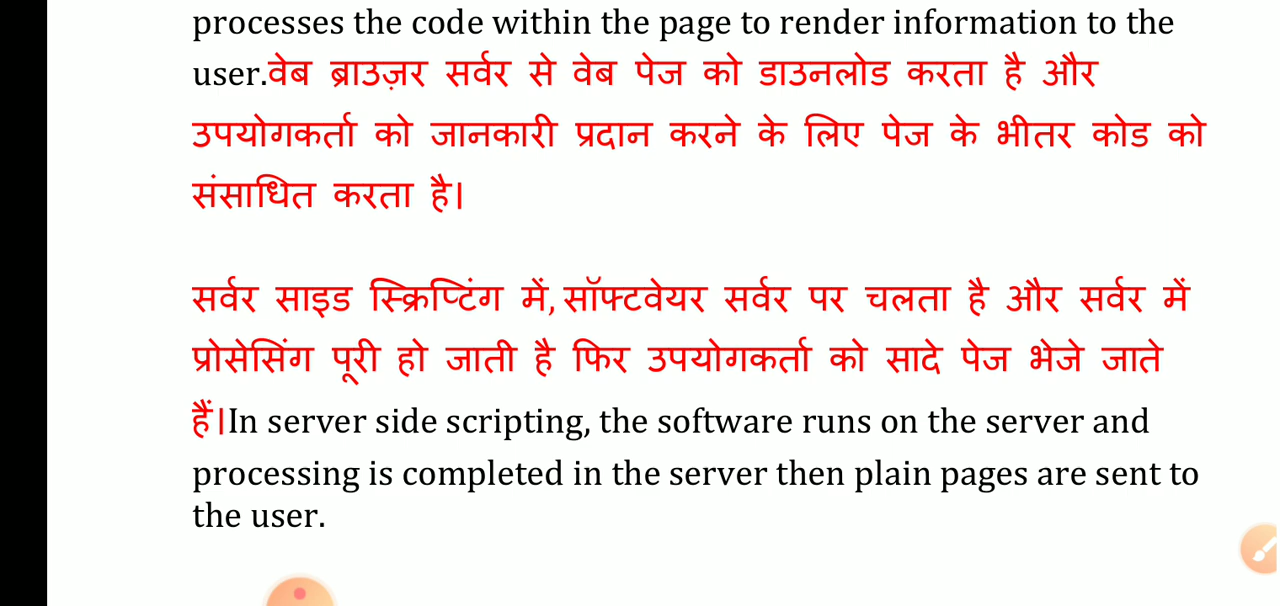 processes the code within the page to render information to the
user.वेब ब्राउज़र सर्वर से वेब पेज को डाउनलोड करता है और
उपयोगकर्ता को जानकारी प्रदान करने के लिए पेज के भीतर कोड को
संसाधित करता है।
सर्वर साइड स्क्रिप्टिंग में, सॉफ्टवेयर सर्वर पर चलता है और सर्वर में
प्रोसेसिंग पूरी हो जाती है फिर उपयोगकर्ता को सादे पेज भेजे जाते
हैं।In server side scripting, the software runs on the server and
processing is completed in the server then plain pages are sent to
the user.